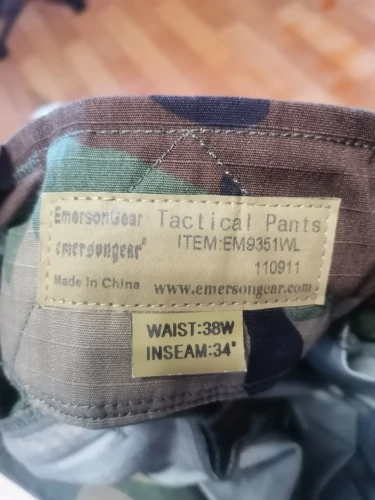 EmersonGear Tactical Pants
emersongear® ITEM:EM9351WL
110911
Made In China www.emersongear.com
WAIST:38W
INSEAM:34"